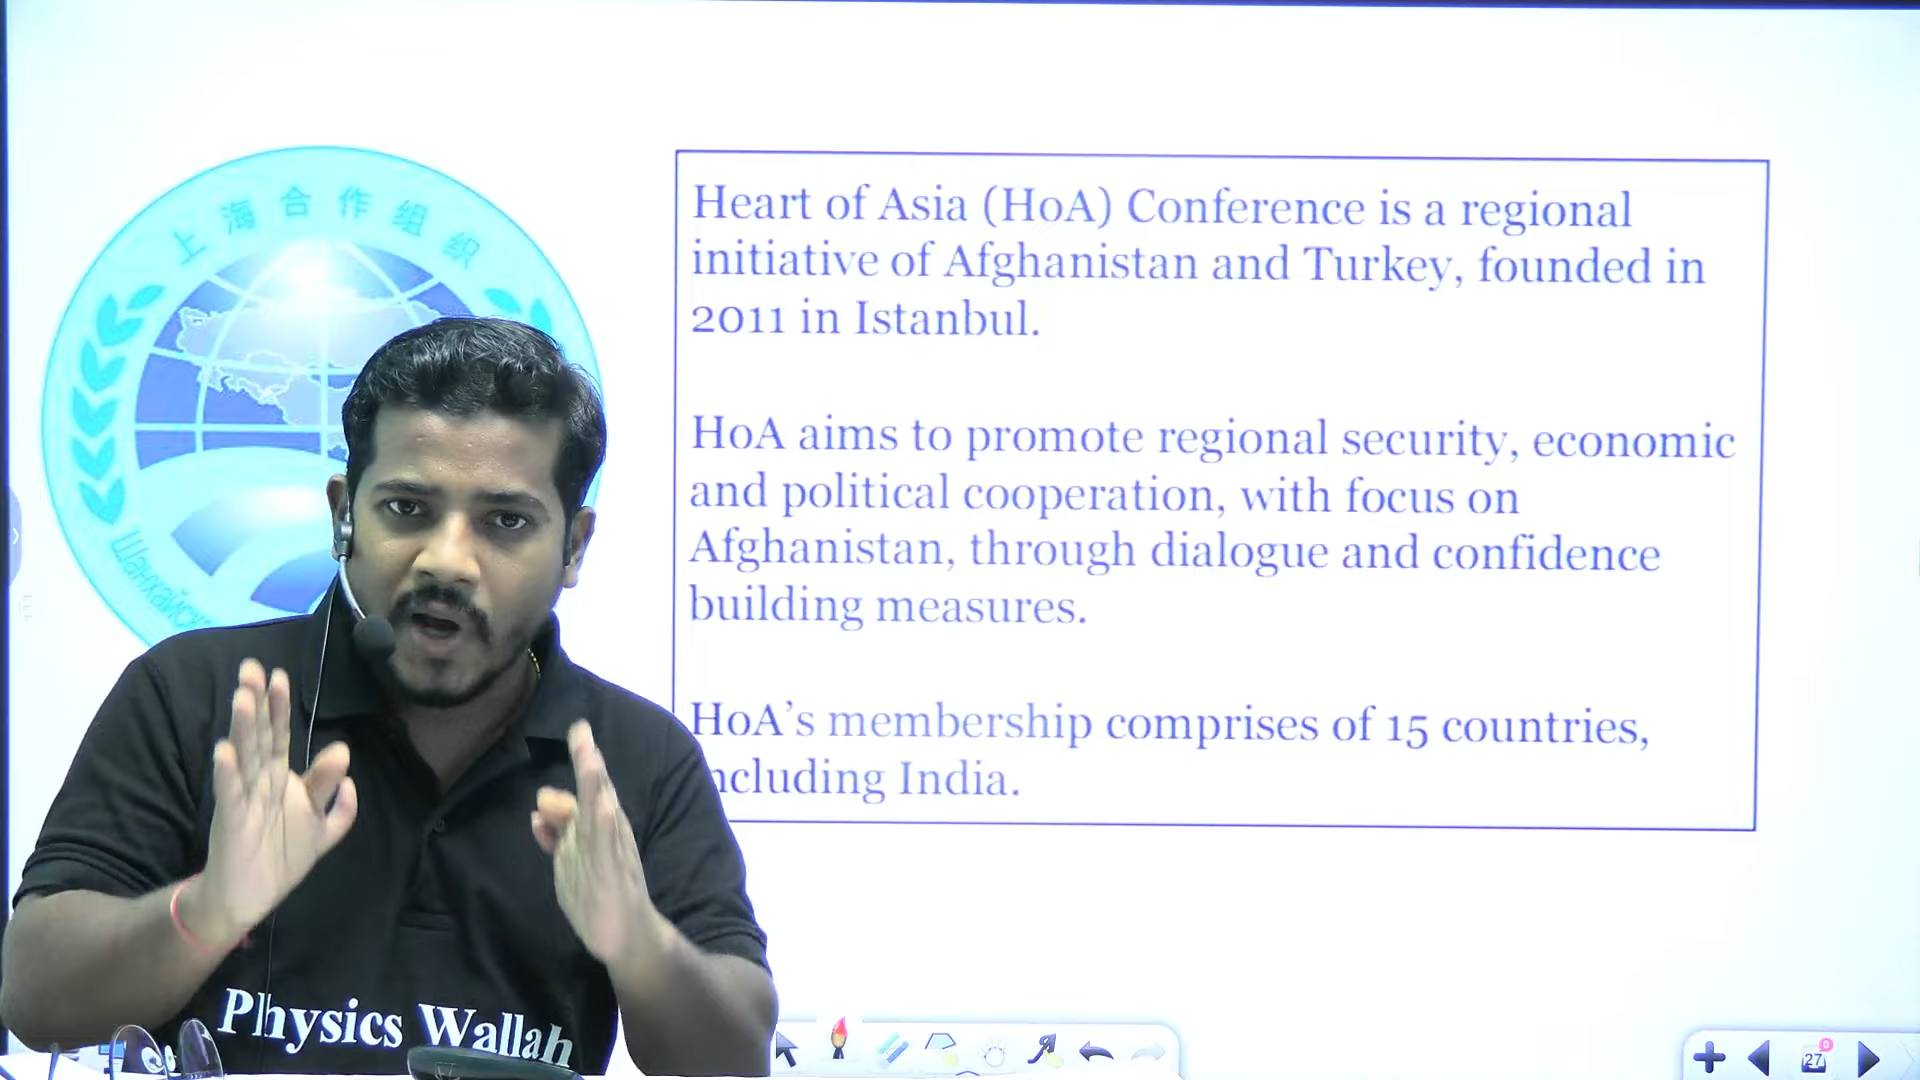 上海合作组织
Шанхайск
Heart of Asia (HoA) Conference is a regional
initiative of Afghanistan and Turkey, founded in
2011 in Istanbul.
HoA aims to promote regional security, economic
and political cooperation, with focus on
Afghanistan, through dialogue and confidence
building measures.
HoA's membership comprises of 15 countries,
ncluding India.
Physics Wallah
27
0